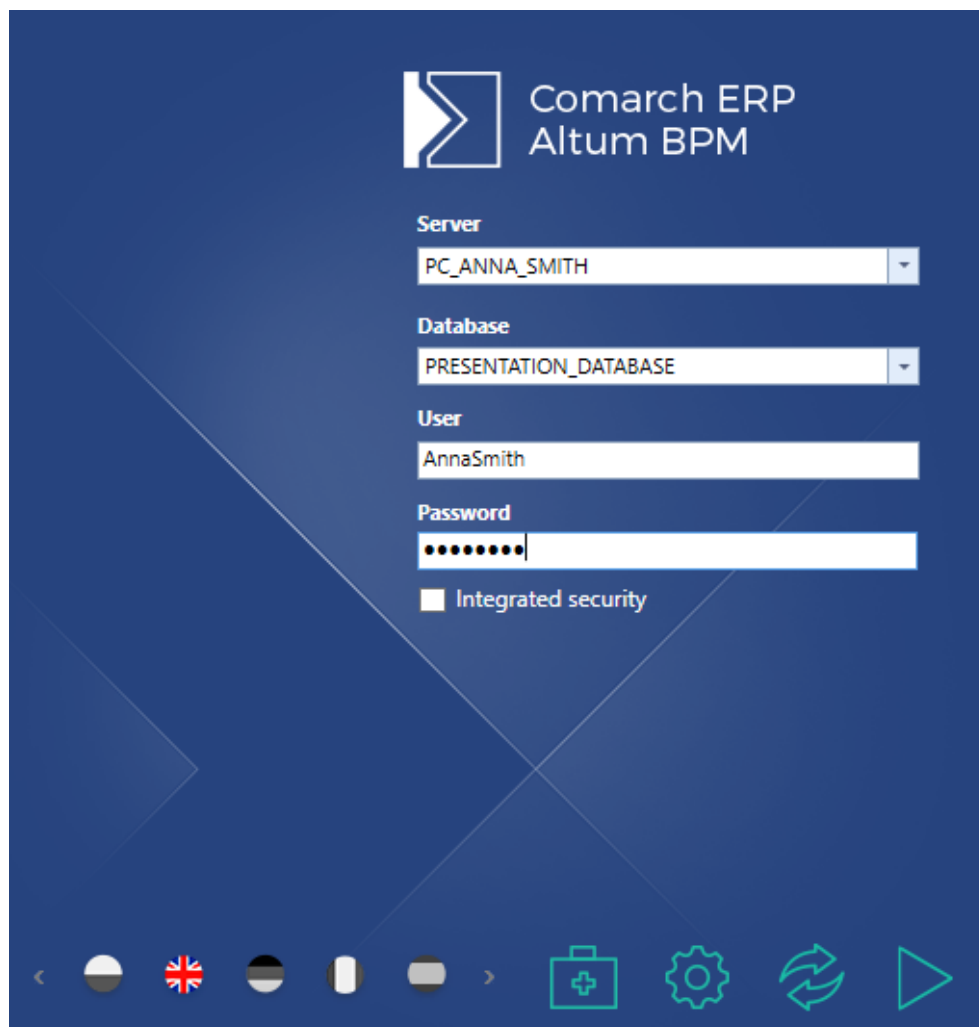 Comarch ERP
Altum BPM
Server
PC_ANNA_SMITH
Database
PRESENTATION_DATABASE
User
AnnaSmith
Password
••••••••
Integrated security